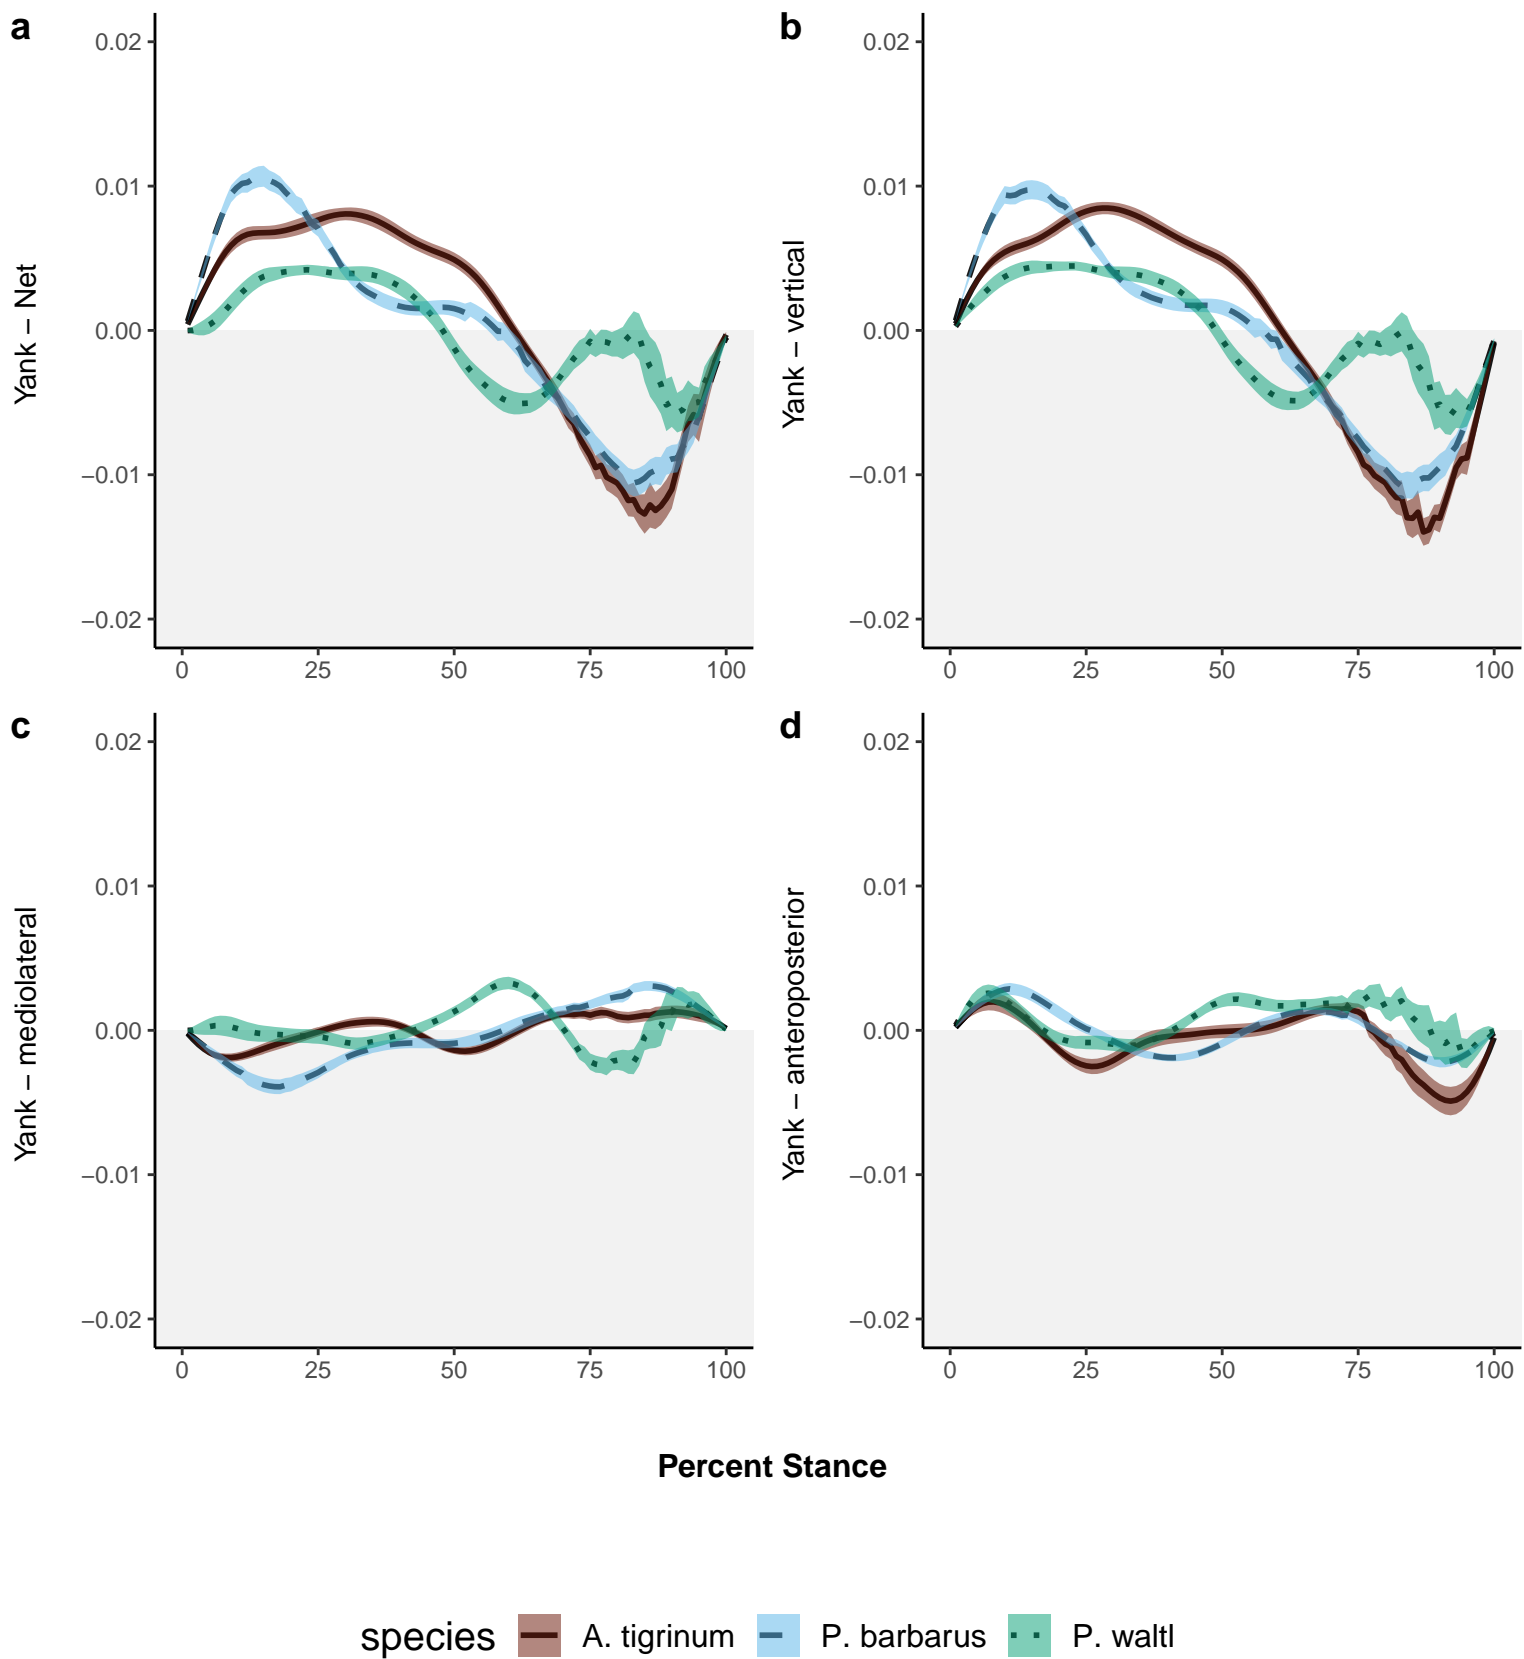 a
b
Yank – Net
0.02
0.01
0.00
−0.01
−0.02
0 25 50 75 100
Yank – vertical
0.02
0.01
0.00
−0.01
−0.02
0 25 50 75 100
c
d
Yank – mediolateral
0.02
0.01
0.00
−0.01
−0.02
0 25 50 75 100
Yank – anteroposterior
0.02
0.01
0.00
−0.01
−0.02
0 25 50 75 100
Percent Stance
species A. tigrinum P. barbarus P. waltl